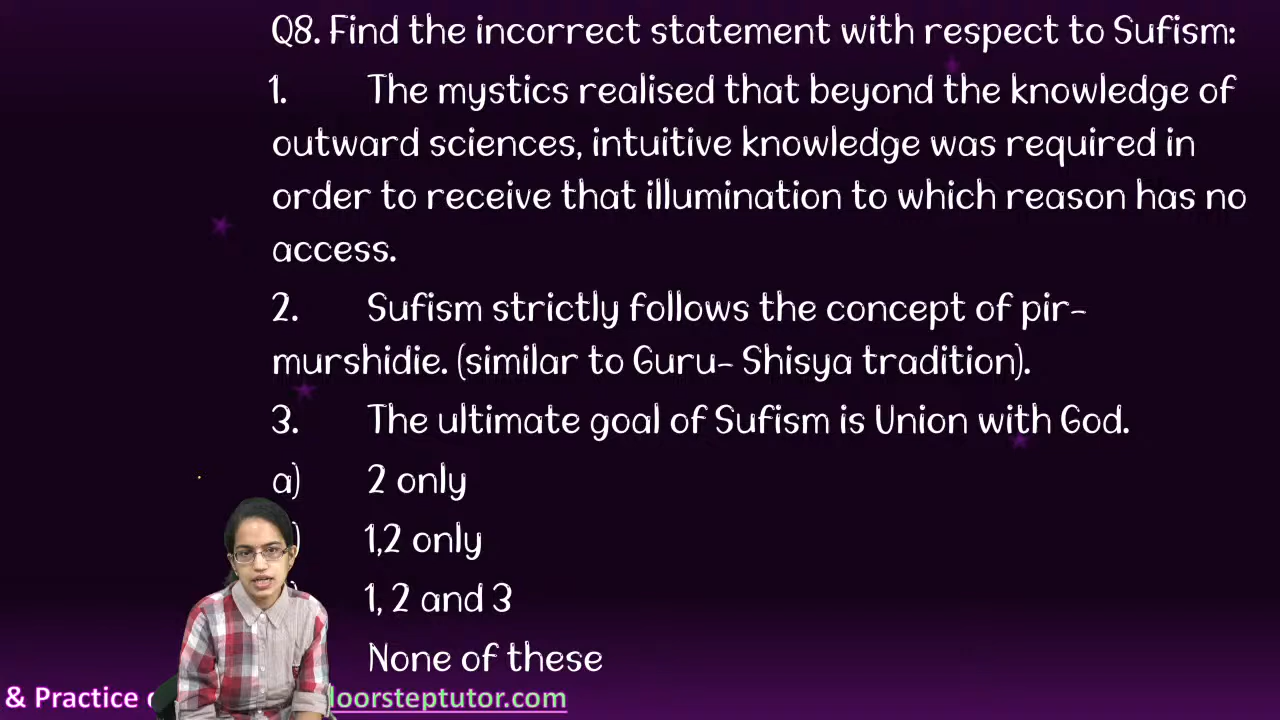 Q8. Find the incorrect statement with respect to Sufism:
1. The mystics realised that beyond the knowledge of
outward sciences, intuitive knowledge was required in
order to receive that illumination to which reason has no
access.
2. Sufism strictly follows the concept of pir-
murshidie. (similar to Guru- Shisya tradition).
3. The ultimate goal of Sufism is Union with God.
a) 2 only
1,2 only
1, 2 and 3
None of these
& Practice loorsteptutor.com